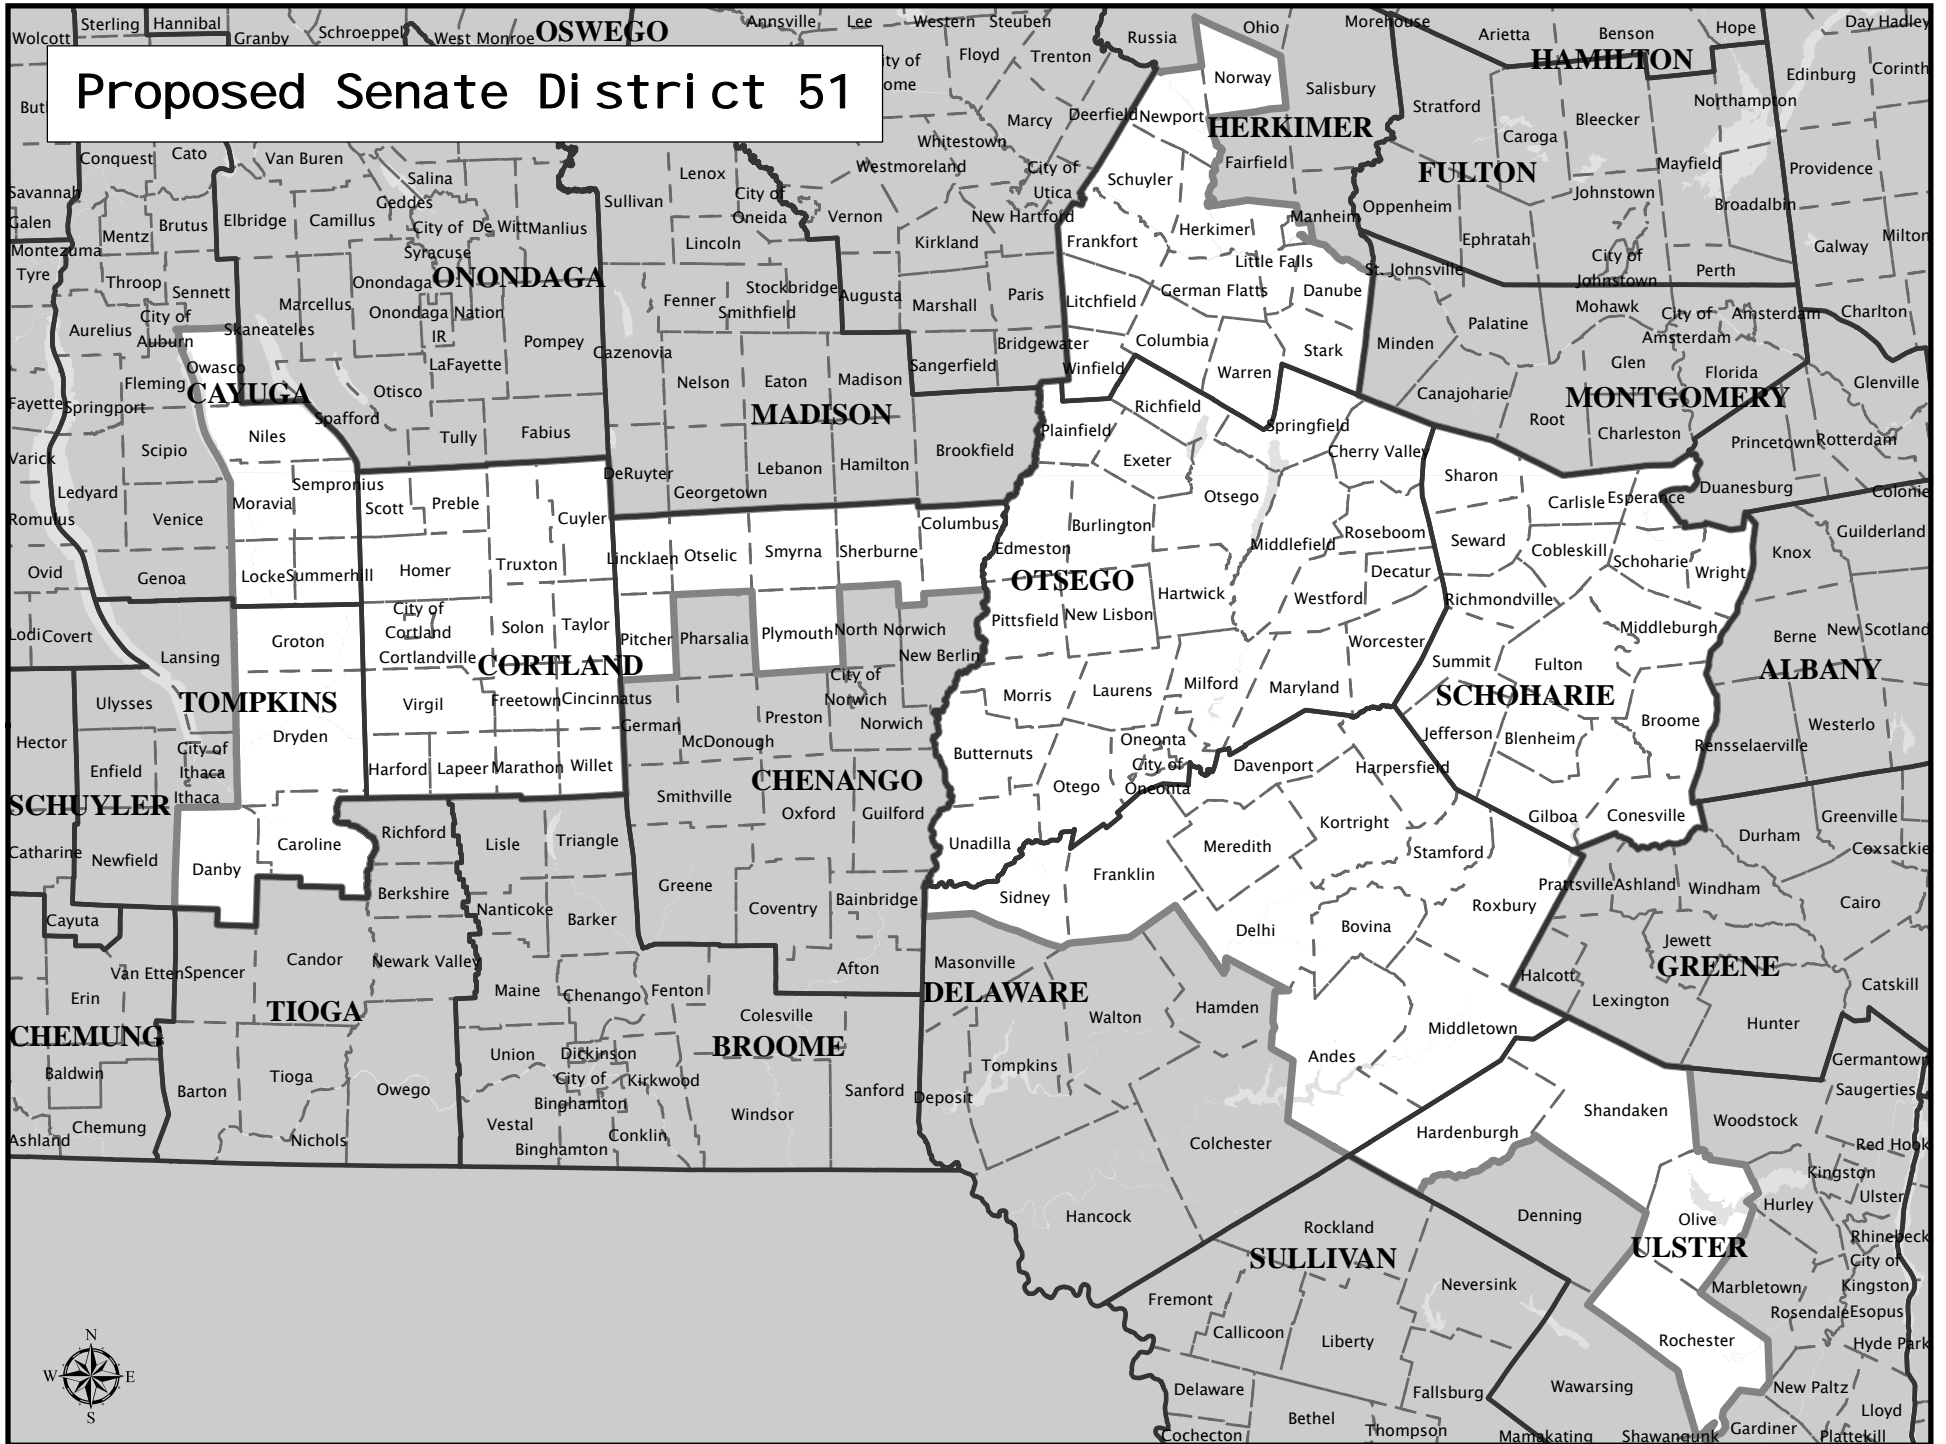 Proposed Senate District 51
Sterling
Hannibal
Wolcott
Granby
Schroeppel
West Monroe
OSWEGO
Annsville
Lee
Western
Steuben
Floyd
Trenton
Russia
Ohio
Morehouse
Arietta
Benson
Hope
Day
Hadley
HAMILTON
Edinburg
Corinth
Norway
Salisbury
Stratford
Northampton
Caroga
Bleecker
Marcy
Deerfield
Newport
HERKIMER
Whitestown
Westmoreland
City of
Utica
Fairfield
FULTON
Mayfield
Providence
Conquest
Cato
Van Buren
Lenox
City of
Oneida
Schuyler
Johnstown
Broadalbin
Savannah
Salina
Geddes
Sullivan
Vernon
New Hartford
Manheim
Oppenheim
Galen
Mentz
Brutus
Elbridge
Camillus
City of
Syracuse
De Witt
Manlius
Lincoln
Kirkland
Frankfort
Herkimer
Ephratah
City of
Johnstown
Galway
Milton
Montezuma
Tyre
Throop
Sennett
Onondaga
ONONDAGA
Little Falls
St. Johnsville
Perth
Marcellus
Onondaga Nation
IR
Fenner
Stockbridge
Smithfield
Augusta
Marshall
Paris
Litchfield
German Flatts
Danube
Mohawk
City of
Amsterdam
Amsterdam
Charlton
Aurelius
City of
Auburn
Skaneateles
Pompey
Cazenovia
Bridgewater
Columbia
Stark
Minden
Palatine
Glen
Florida
Owasco
Fleming
CAYUGA
LaFayette
Otisco
Nelson
Eaton
Madison
Sangerfield
Winfield
Warren
Canajoharie
MONTGOMERY
Glenville
Fayette
Springport
Spafford
MADISON
Richfield
Springfield
Root
Charleston
Princetown
Rotterdam
Niles
Tully
Fabius
Plainfield
Scipio
Varick
Brookfield
Exeter
Cherry Valley
Sharon
Sempronius
DeRuyter
Lebanon
Hamilton
Georgetown
Ledyard
Moravia
Scott
Preble
Otsego
Carlisle
Esperance
Duanesburg
Colonie
Romulus
Venice
Cuyler
Columbus
Burlington
Roseboom
Guilderland
Lincklaen
Otselic
Smyrna
Sherburne
Edmeston
Middlefield
Seward
Cobleskill
Schoharie
Wright
Knox
Ovid
Genoa
Locke
Summerhill
Homer
Truxton
OTSEGO
Hartwick
Decatur
Westford
Richmondville
Lodi
Covert
Groton
City of
Cortland
Cortlandville
Solon
Taylor
Pitcher
Pharsalia
Plymouth
North Norwich
New Berlin
Pittsfield
New Lisbon
Worcester
Middleburgh
Berne
New Scotland
Lansing
CORTLAND
Summit
Fulton
ALBANY
Ulysses
TOMPKINS
Virgil
Freetown
Cincinnatus
German
City of
Norwich
Preston
Norwich
Morris
Laurens
Milford
Maryland
SCHOHARIE
Hector
Dryden
McDonough
Jefferson
Blenheim
Broome
Westerlo
Rensselaerville
City of
Ithaca
Ithaca
Enfield
Harford
Lapeer
Marathon
Willet
CHENANGO
Butternuts
Oneonta
City of
Oneonta
Davenport
Harpersfield
SCHUYLER
Smithville
Oxford
Guilford
Otego
Gilboa
Conesville
Greenville
Richford
Lisle
Triangle
Unadilla
Kortright
Durham
Catharine
Newfield
Caroline
Meredith
Stamford
Coxsackie
Danby
Berkshire
Greene
Coventry
Bainbridge
Sidney
Franklin
Prattsville
Ashland
Windham
Cairo
Cayuta
Nanticoke
Barker
Delhi
Bovina
Roxbury
Jewett
Van Etten
Spencer
Candor
Newark Valley
Afton
Masonville
Halcott
GREENE
Erin
TIOGA
Maine
Chenango
Fenton
DELAWARE
Hamden
Lexington
Catskill
Colesville
Walton
Hunter
CHEMUNG
Union
Dickinson
BROOME
Middletown
Andes
Germantown
Baldwin
Tioga
City of
Binghamton
Kirkwood
Tompkins
Barton
Owego
Sanford
Deposit
Saugerties
Windsor
Shandaken
Woodstock
Chemung
Vestal
Conklin
Hardenburgh
Ashland
Nichols
Binghamton
Colchester
Red Hook
Kingston
Ulster
Hancock
Rockland
Denning
Olive
Hurley
Rhinebeck
SULLIVAN
ULSTER
City of
Kingston
Neversink
Marbletown
Fremont
Rosendale
Esopus
Callicoon
Liberty
Rochester
Hyde Park
Delaware
Fallsburg
Wawarsing
New Paltz
Bethel
Thompson
Lloyd
Gardiner
Cochecton
Mamakating
Shawangunk
Plattekill
N
W
E
S